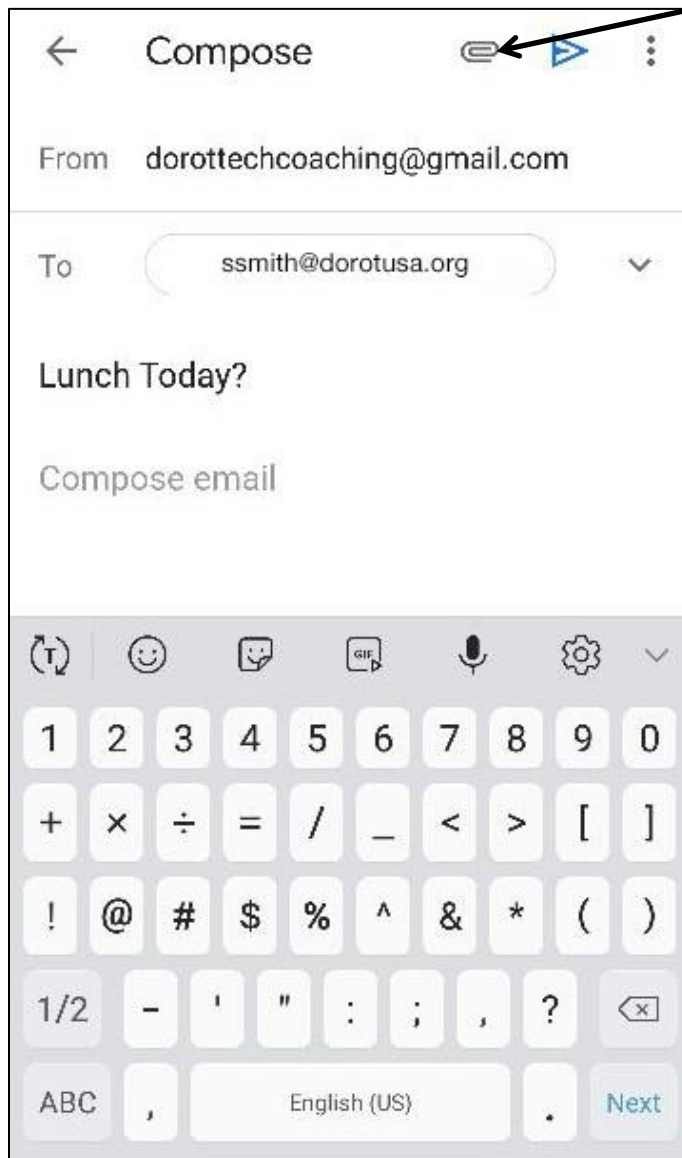 Compose
From dorottechcoaching@gmail.com
To ssmith@dorotusa.org
Lunch Today?
Compose email
T GIF
1 2 3 4 5 6 7 8 9 0
+ × ÷ = / _ < > [ ]
! @ # $ % ^ & * ( )
1/2 - ' " : ; , ?
ABC , English (US) . Next